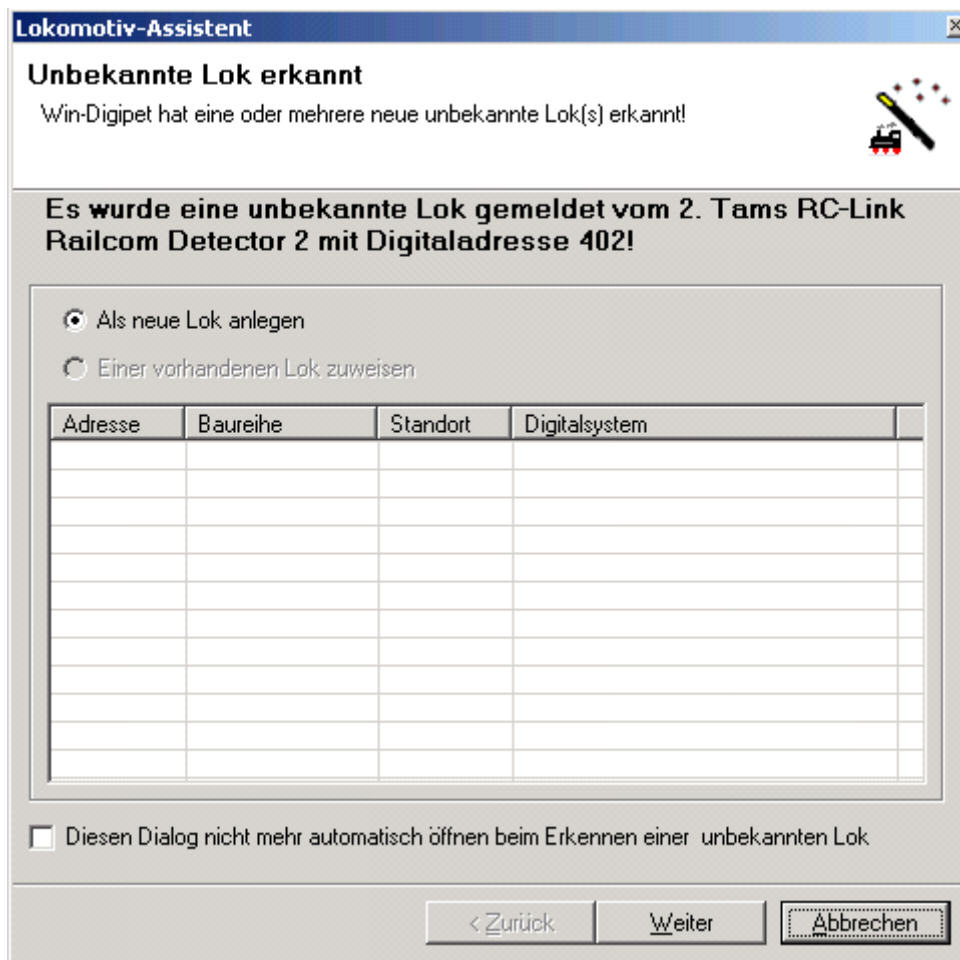 Lokomotiv-Assistent
Unbekannte Lok erkannt
Win-Digipet hat eine oder mehrere neue unbekannte Lok(s) erkannt!
Es wurde eine unbekannte Lok gemeldet vom 2. Tams RC-Link
Railcom Detector 2 mit Digitaladresse 402!
Als neue Lok anlegen
Einer vorhandenen Lok zuweisen
Adresse Baureihe Standort Digitalsystem
Diesen Dialog nicht mehr automatisch öffnen beim Erkennen einer unbekannten Lok
< Zurück Weiter Abbrechen